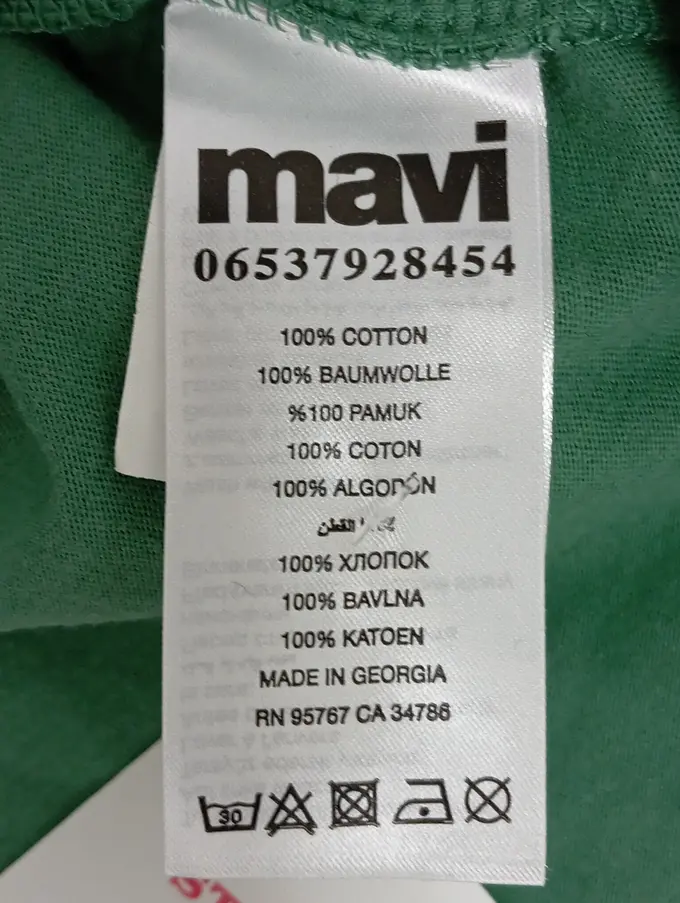 mavi
06537928454
100% COTTON
100% BAUMWOLLE
%100 PAMUK
100% COTON
100% ALGODÓN
القطن
100% ХЛОПОК
100% BAVLNA
100% KATOEN
MADE IN GEORGIA
RN 95767 CA 34786
30